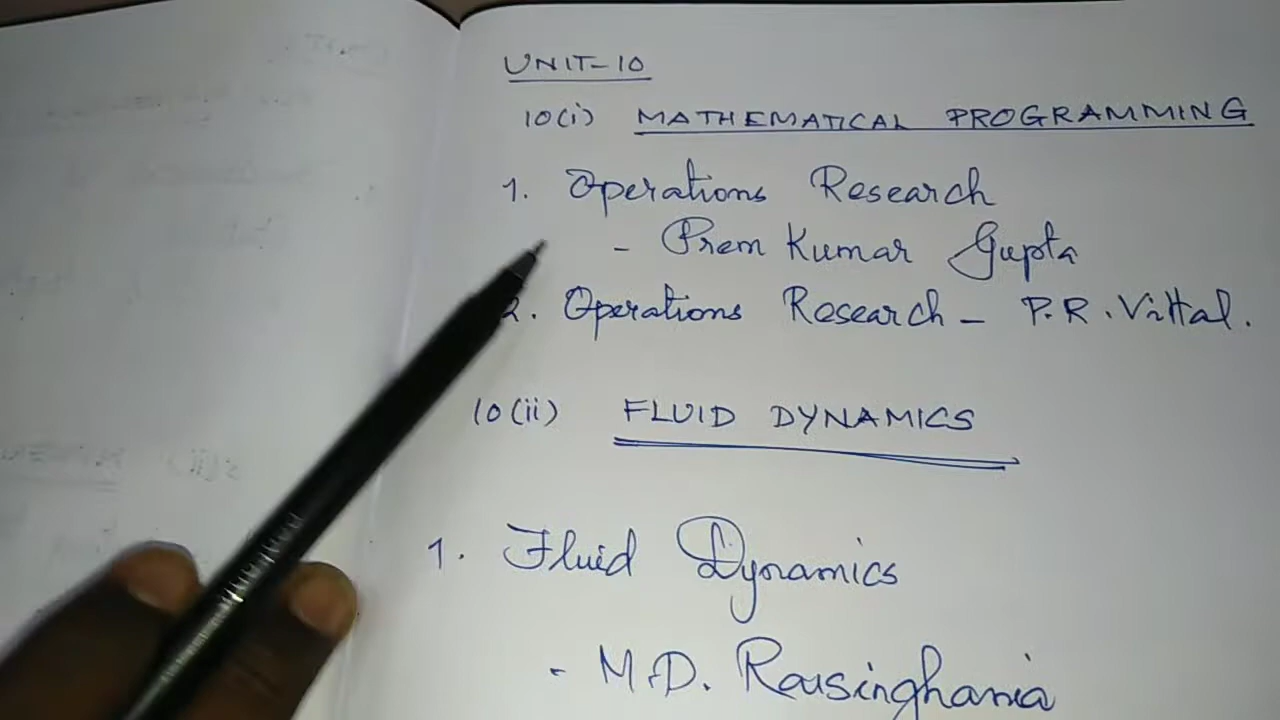 UNIT-10
10(i) MATHEMATICAL PROGRAMMING
1. Operations Research
- Prem Kumar Gupta
2. Operations Research - P.R. Vittal.
10(ii) FLUID DYNAMICS
1. Fluid Dynamics
- M.D. Raisinghania